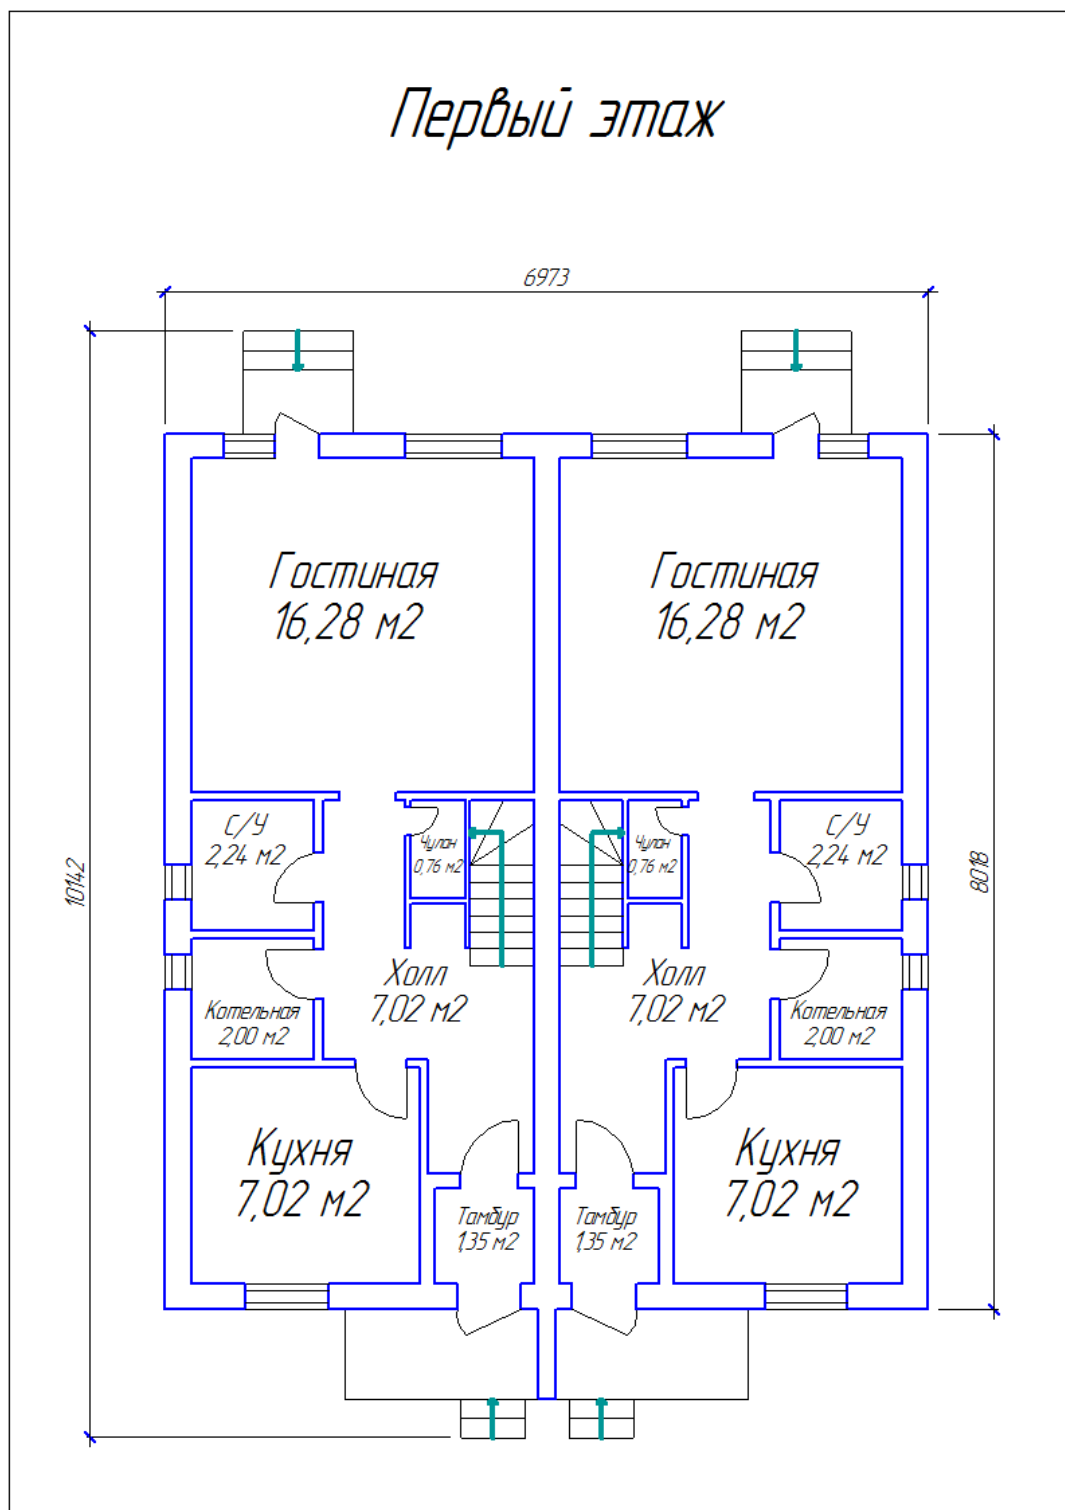 Первый этаж
6973
Гостиная
16,28 м2
Гостиная
16,28 м2
С/У
2,24 м2
Чулан
0,76 м2
Чулан
0,76 м2
С/У
2,24 м2
10142
8018
Холл
7,02 м2
Холл
7,02 м2
Котельная
2,00 м2
Котельная
2,00 м2
Кухня
7,02 м2
Кухня
7,02 м2
Тамбур
1,35 м2
Тамбур
1,35 м2